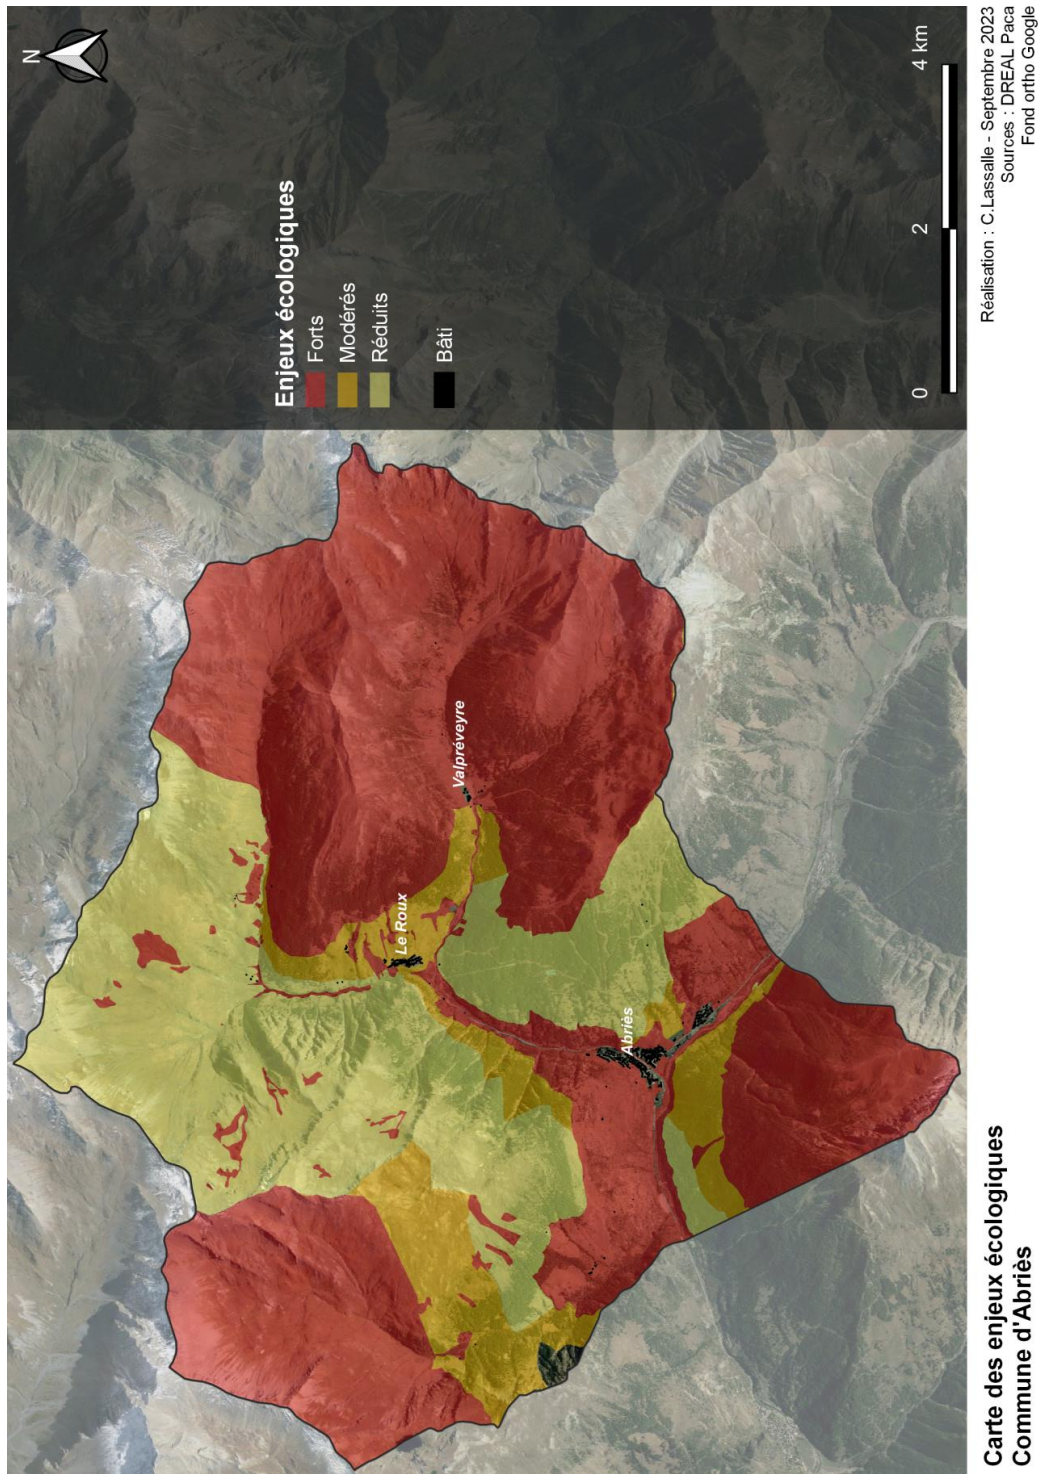 Carte des enjeux écologiques
Commune d'Abriès
N
Enjeux écologiques
Forts
Modérés
Réduits
Bâti
Valpréveyre
Le Roux
Abriès
0
2
4 km
Réalisation : C.Lassalle - Septembre 2023
Sources : DREAL Paca
Fond ortho Google